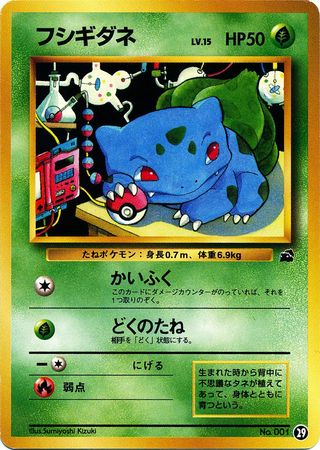 フシギダネ LV.15 HP50
たねポケモン：身長0.7m、体重6.9kg
かいふく
このカードにダメージカウンターがのっていれば、それを
1つ取りのぞく。
どくのたね
相手を「どく」状態にする。
にげる
弱点
生まれた時から背中に
不思議なタネが植えて
あって、身体とともに
育つという。
Illus.Sumiyoshi Kizuki No. 001 29